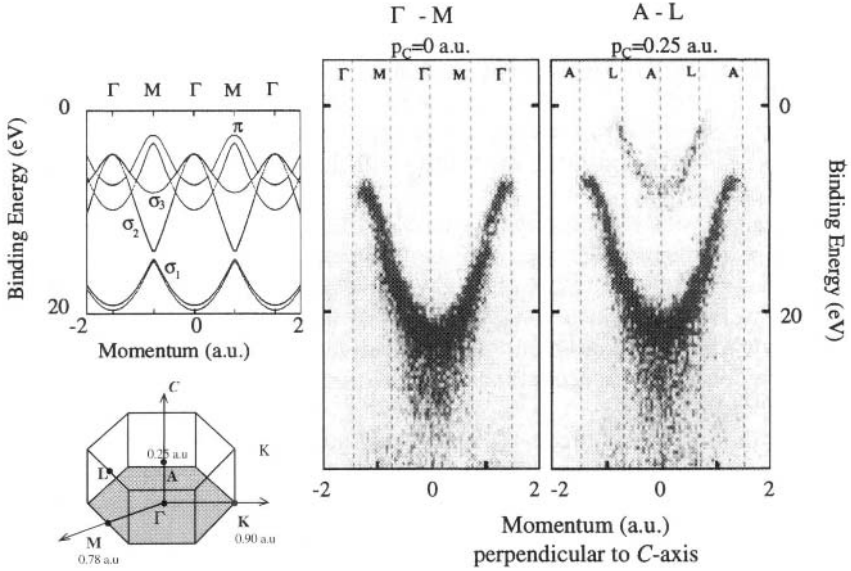 Γ - M
A - L
p_C=0 a.u.
p_C=0.25 a.u.
Γ M Γ M Γ
Γ M Γ M Γ
A L A L A
0
π
σ3
σ2
σ1
20
-2 0 2
Momentum (a.u.)
Binding Energy (eV)
0
20
Binding Energy (eV)
C
0.25 a.u
K
L
A
Γ
K
0.90 a.u
M
0.78 a.u
-2 0 2
-2 0 2
Momentum (a.u.)
perpendicular to C-axis